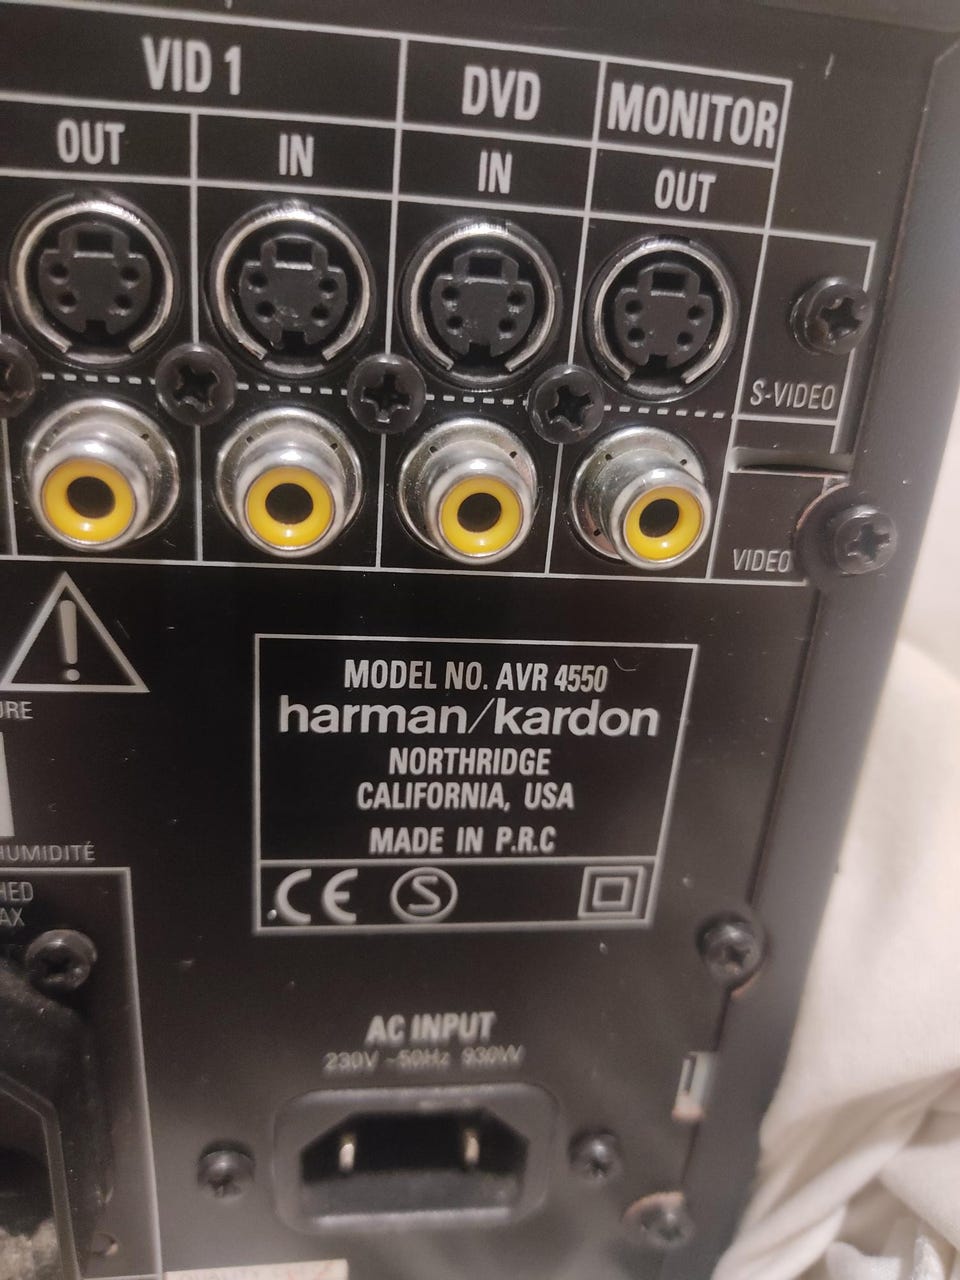 VID 1
DVD
MONITOR
OUT
IN
IN
OUT
S-VIDEO
VIDEO
MODEL NO. AVR 4550
harman/kardon
NORTHRIDGE
CALIFORNIA, USA
MADE IN P.R.C
CE S
HUMIDITÉ
AC INPUT
230V ~50Hz 930W